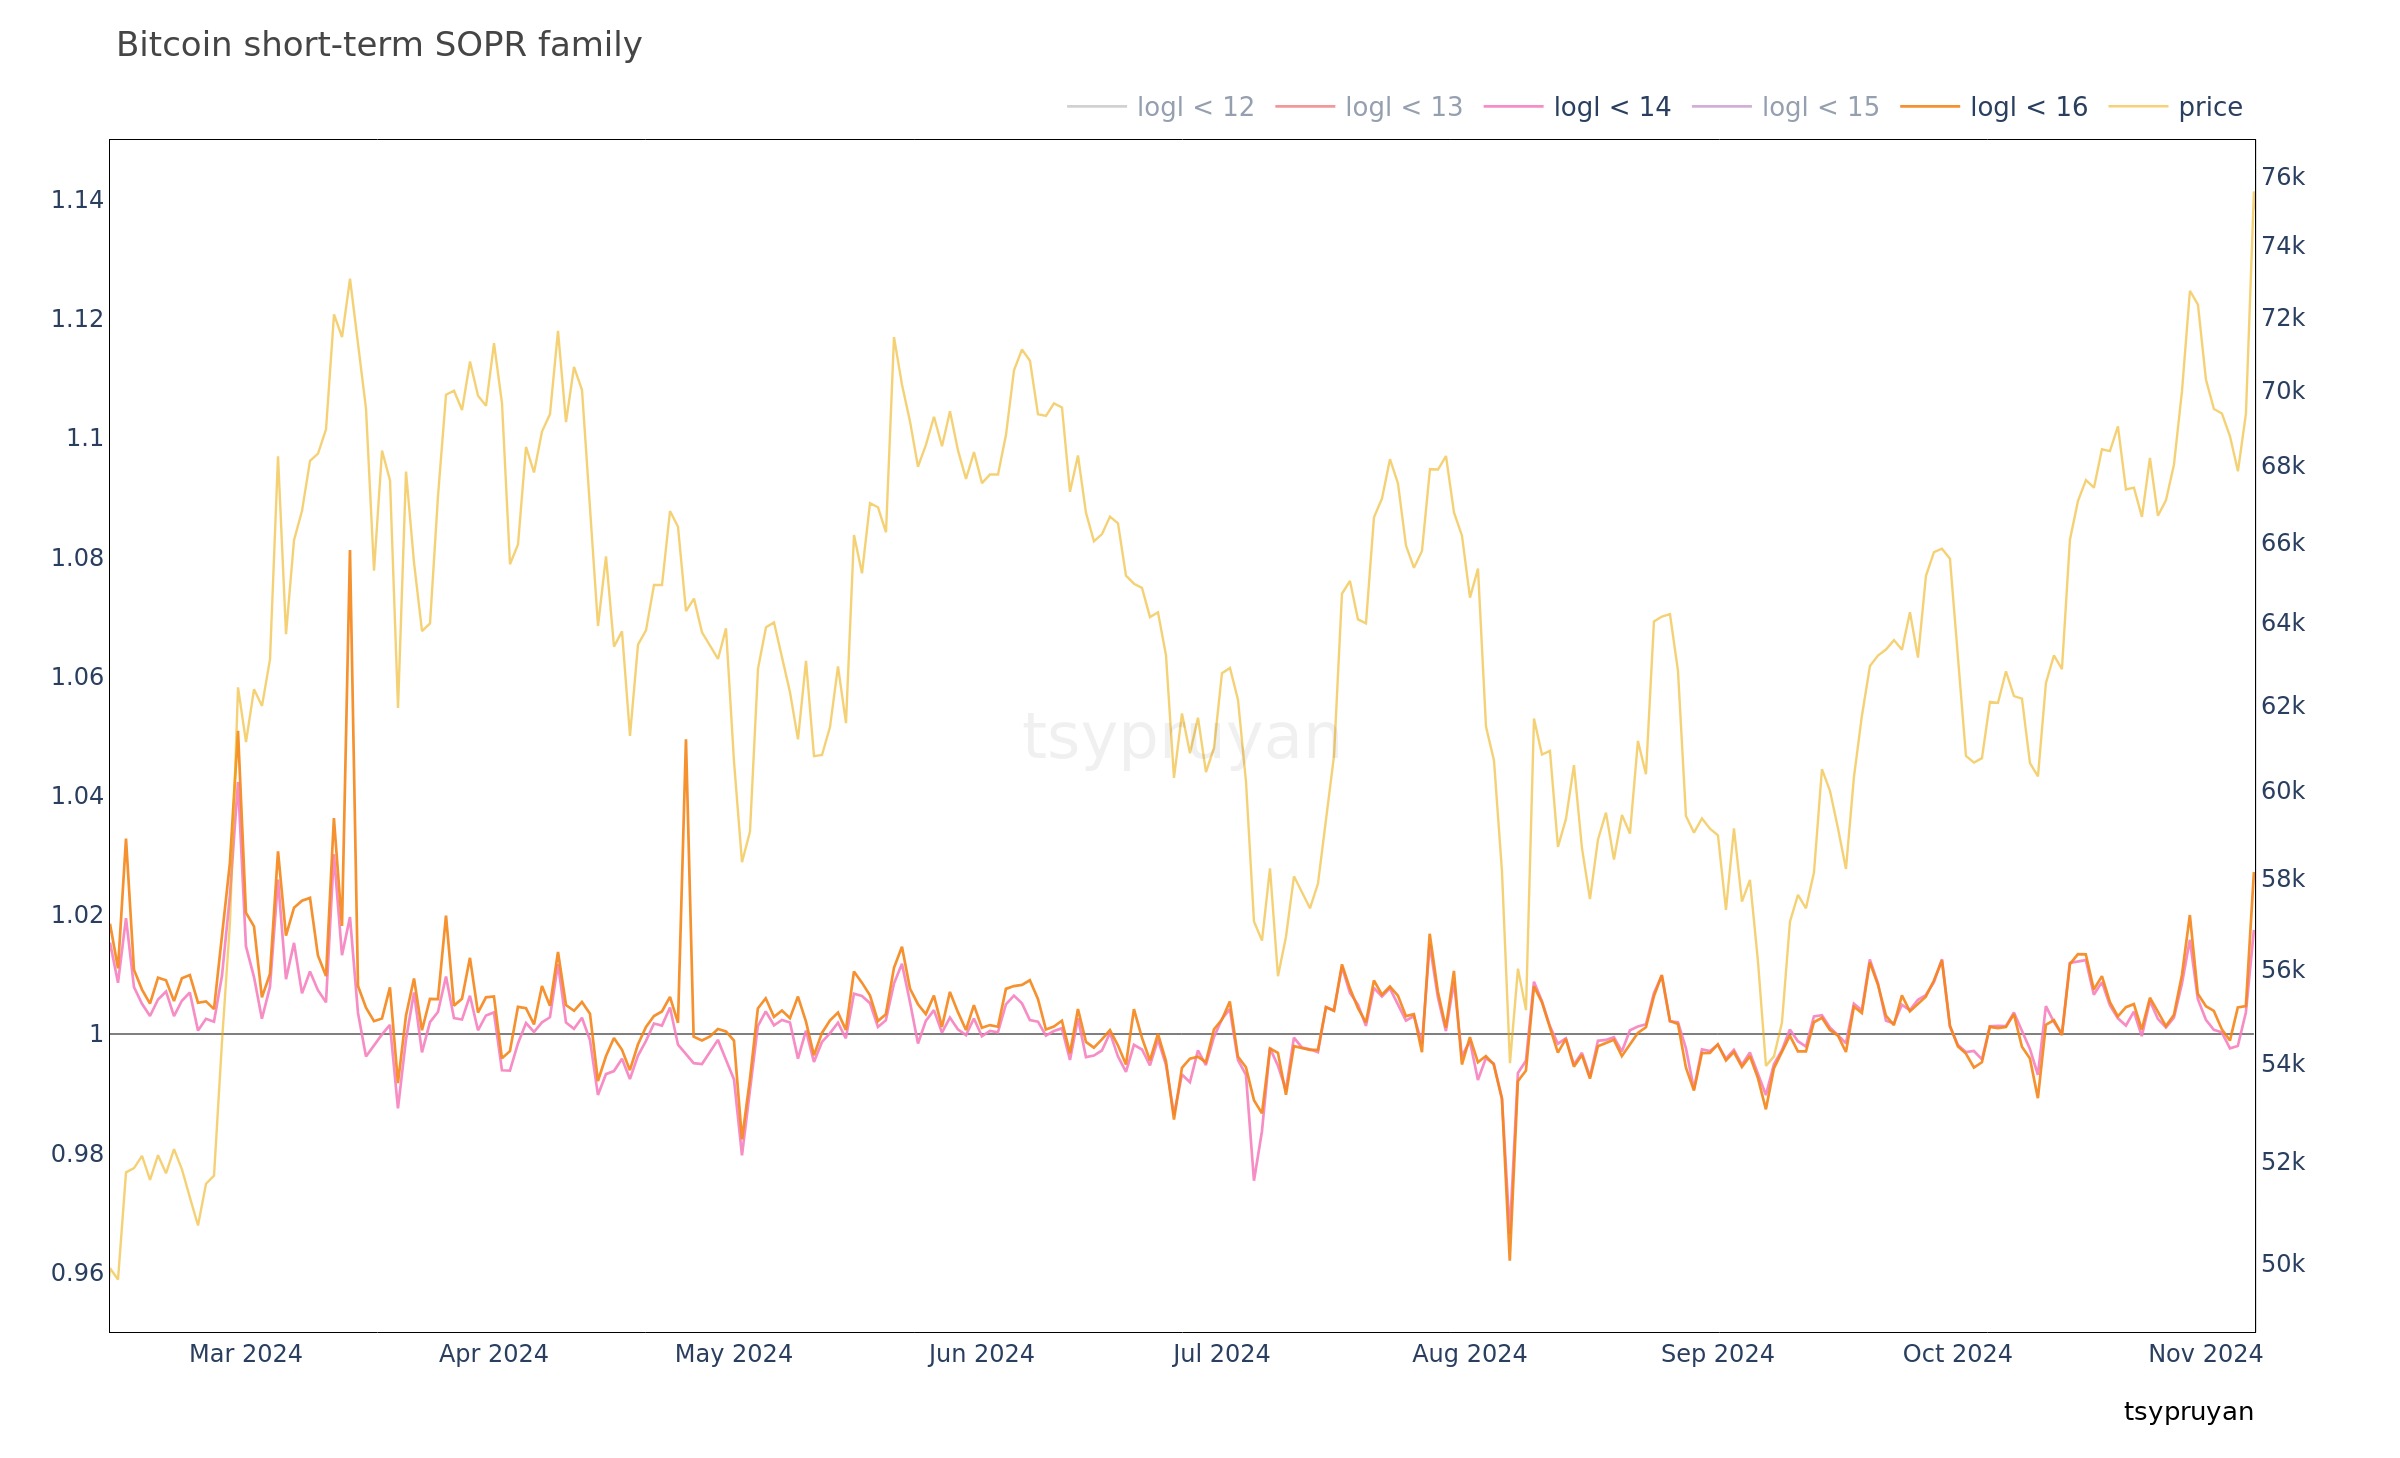 Bitcoin short-term SOPR family
logl < 12 logl < 13 logl < 14 logl < 15 logl < 16 price
1.14
1.12
1.1
1.08
1.06
1.04
1.02
1
0.98
0.96
76k
74k
72k
70k
68k
66k
64k
62k
60k
58k
56k
54k
52k
50k
tsypruyan
Mar 2024 Apr 2024 May 2024 Jun 2024 Jul 2024 Aug 2024 Sep 2024 Oct 2024 Nov 2024
tsypruyan